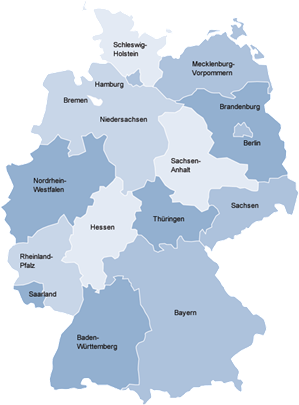 Schleswig-
Holstein
Mecklenburg-
Vorpommern
Hamburg
Bremen
Brandenburg
Niedersachsen
Berlin
Sachsen-
Anhalt
Nordrhein-
Westfalen
Sachsen
Thüringen
Hessen
Rheinland-
Pfalz
Saarland
Bayern
Baden-
Württemberg